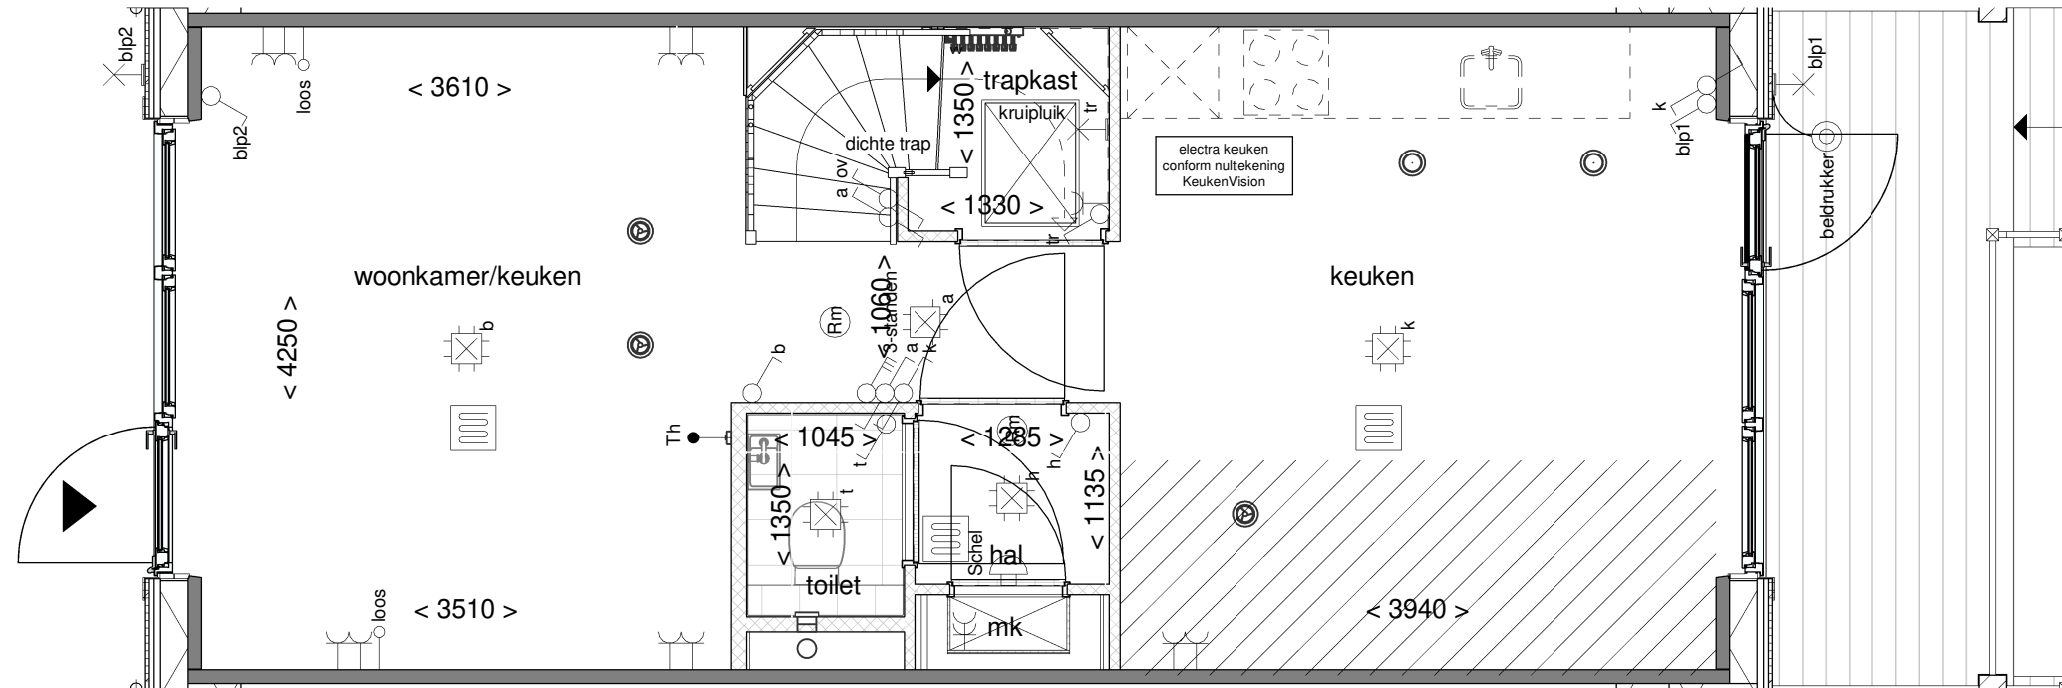 blp2
loos
< 3610 >
blp2
trapkast
kruipluik
tr
< 1350 >
dichte trap
a ov
< 1330 >
tr
electra keuken
conform nultekening
KeukenVision
k
blp1
blp1
beldrukker
woonkamer/keuken
keuken
< 4250 >
b
Rm
< 1060 >
3-standen
a
a
k
b
k
Th
< 1045 >
t
< 1350 >
t
toilet
< 1285 >
Rm
h
h
< 1135 >
Schel
hal
mk
loos
< 3510 >
< 3940 >